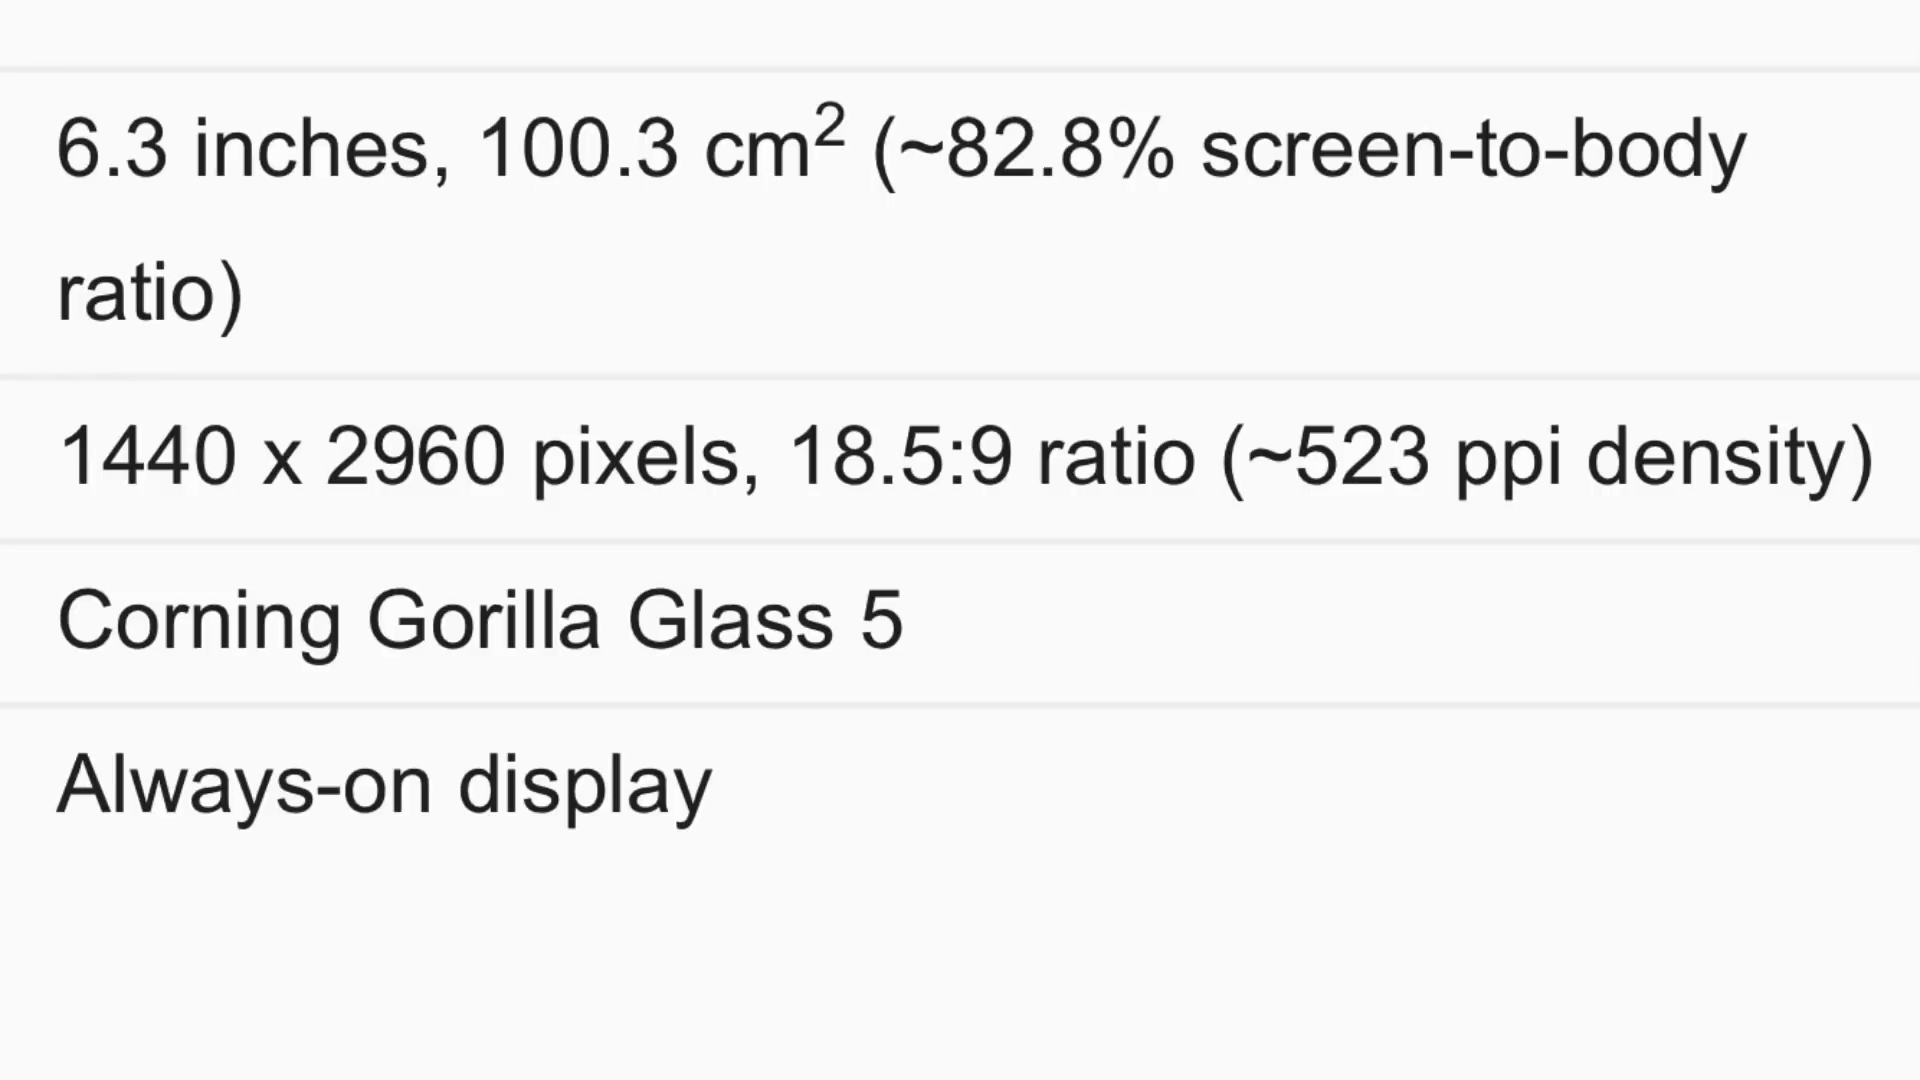 6.3 inches, 100.3 cm² (~82.8% screen-to-body
ratio)
1440 x 2960 pixels, 18.5:9 ratio (~523 ppi density)
Corning Gorilla Glass 5
Always-on display